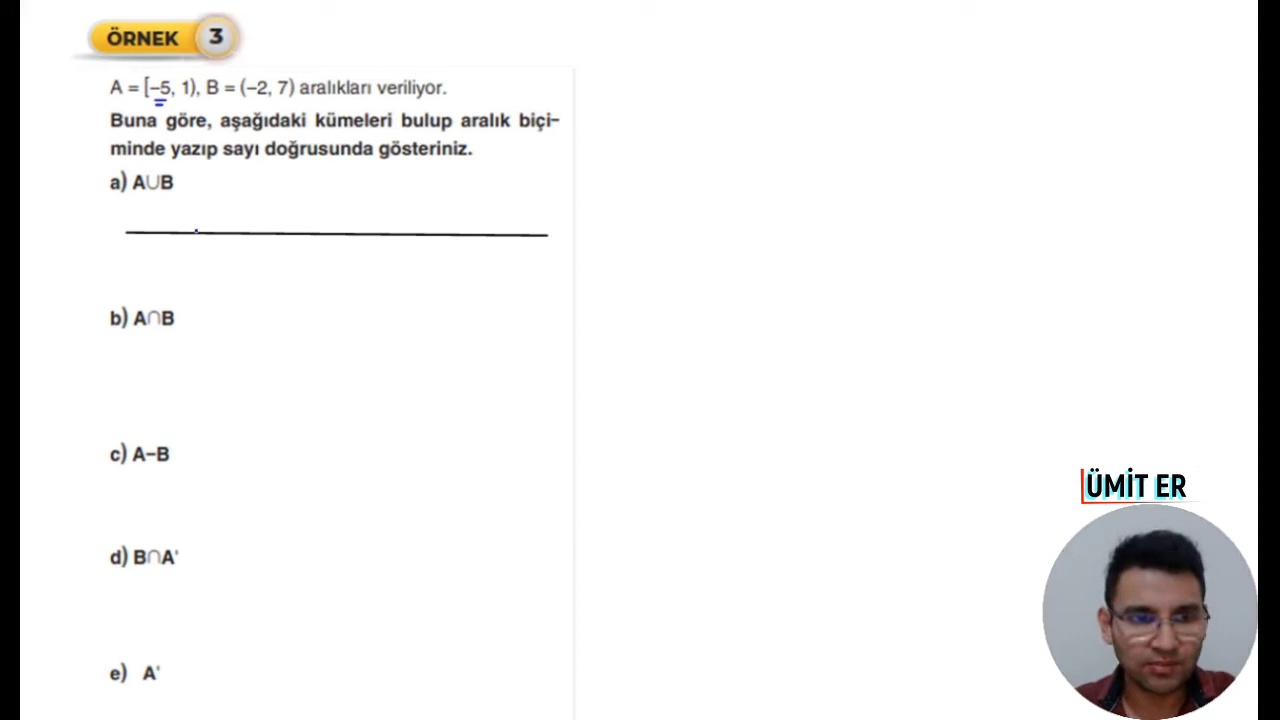 ÖRNEK 3
A = [–5, 1), B = (–2, 7) aralıkları veriliyor.
Buna göre, aşağıdaki kümeleri bulup aralık biçi-
minde yazıp sayı doğrusunda gösteriniz.
a) A∪B
b) A∩B
c) A–B
d) B∩A'
e) A'
ÜMİT ER